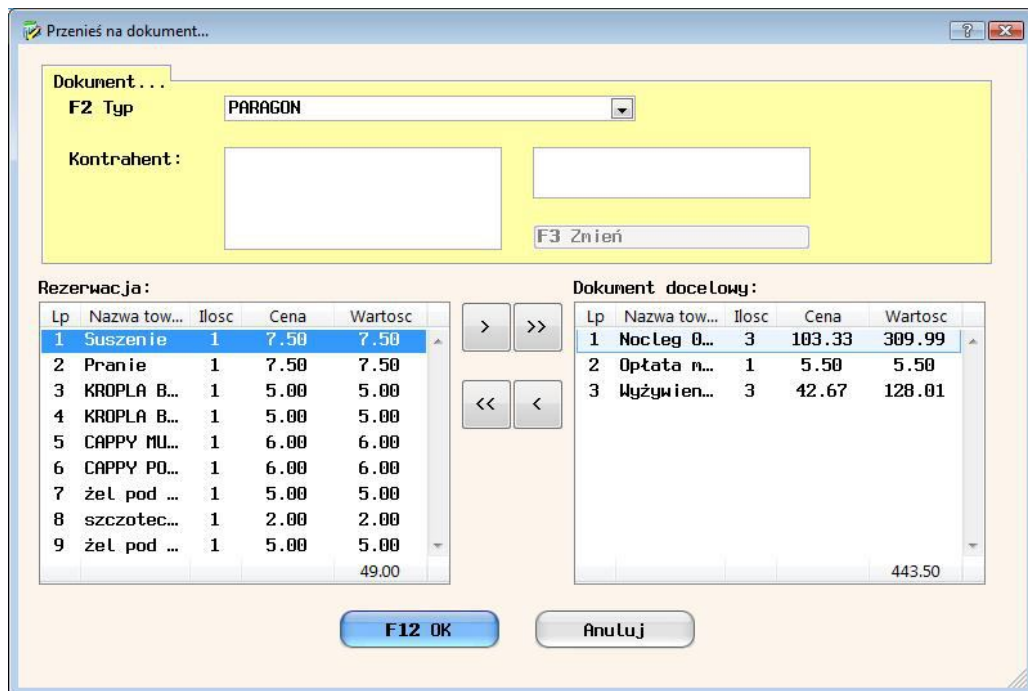 Przenieś na dokument...
Dokument...
F2 Typ PARAGON
Kontrahent:
F3 Zmień
Rezerwacja:
Lp Nazwa tow... Ilosc Cena Wartosc
1 Suszenie 1 7.50 7.50
2 Pranie 1 7.50 7.50
3 KROPLA B... 1 5.00 5.00
4 KROPLA B... 1 5.00 5.00
5 CAPPY MU... 1 6.00 6.00
6 CAPPY PO... 1 6.00 6.00
7 żel pod ... 1 5.00 5.00
8 szczotec... 1 2.00 2.00
9 żel pod ... 1 5.00 5.00
49.00
> >>
<< <
Dokument docelowy:
Lp Nazwa tow... Ilosc Cena Wartosc
1 Nocleg 0... 3 103.33 309.99
2 Opłata m... 1 5.50 5.50
3 Wyżywien... 3 42.67 128.01
443.50
F12 OK
Anuluj